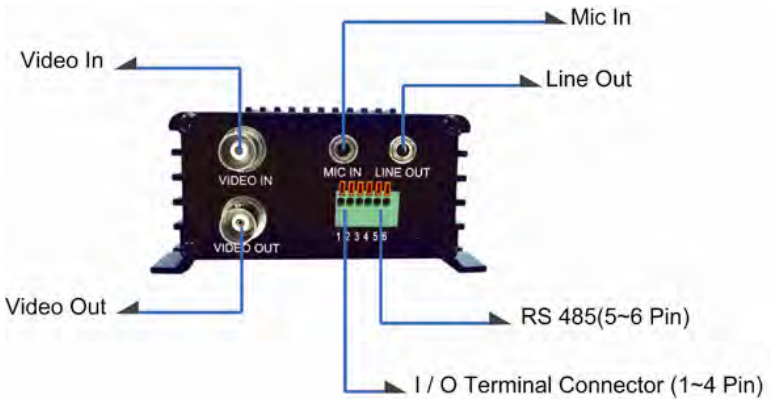 Mic In
Video In
Line Out
MIC IN LINE OUT
VIDEO IN
VIDEO OUT
1 2 3 4 5 6
Video Out
RS 485(5~6 Pin)
I / O Terminal Connector (1~4 Pin)